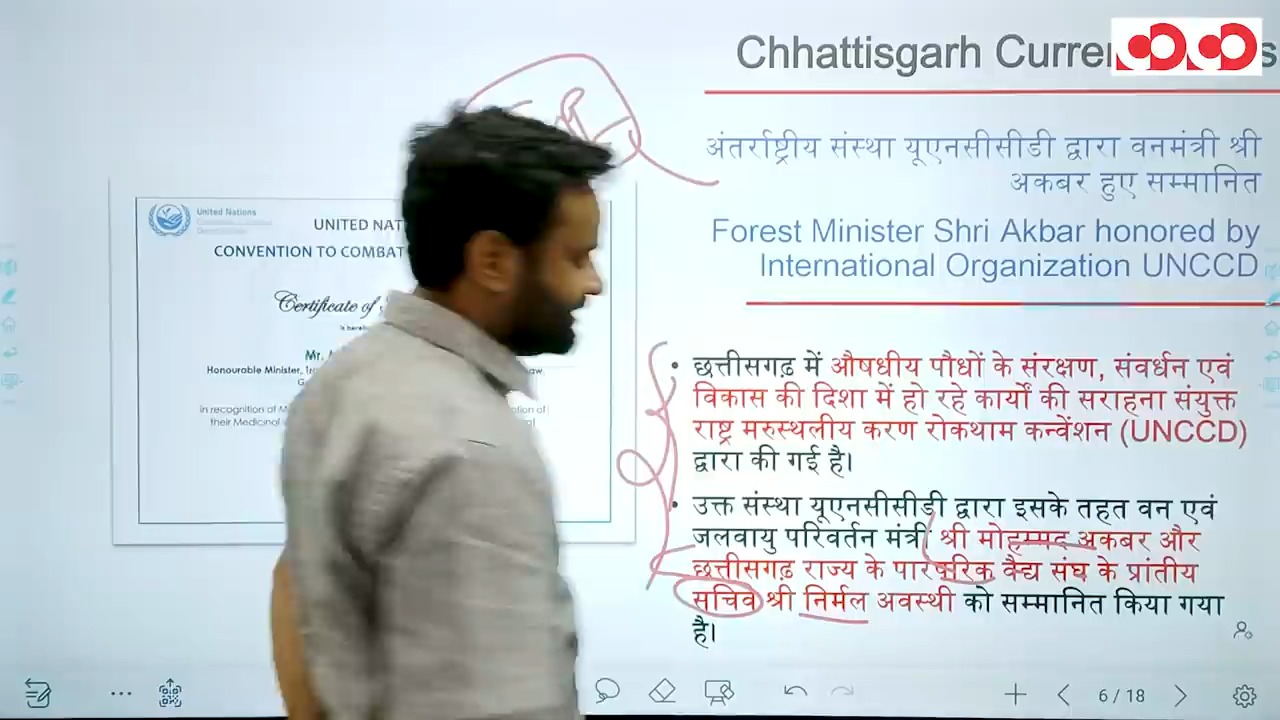 Chhattisgarh Curre
अंतर्राष्ट्रीय संस्था यूएनसीसीडी द्वारा वनमंत्री श्री
अकबर हुए सम्मानित
Forest Minister Shri Akbar honored by
International Organization UNCCD
• छत्तीसगढ़ में औषधीय पौधों के संरक्षण, संवर्धन एवं
विकास की दिशा में हो रहे कार्यो की सराहना संयुक्त
राष्ट्र मरुस्थलीय करण रोकथाम कन्वेंशन (UNCCD)
द्वारा की गई है।
• उक्त संस्था यूएनसीसीडी द्वारा इसके तहत वन एवं
जलवायु परिवर्तन मंत्री श्री मोहम्मद अकबर और
छत्तीसगढ़ राज्य के पारंपरिक वैद्य संघ के प्रांतीय
सचिव श्री निर्मल अवस्थी को सम्मानित किया गया
है।
United Nations
UNITED NAT
CONVENTION TO COMBAT
Certificate of
is hereb
Mr.
Honourable Minister,
in recognition of M
their Medicinal
6 / 18